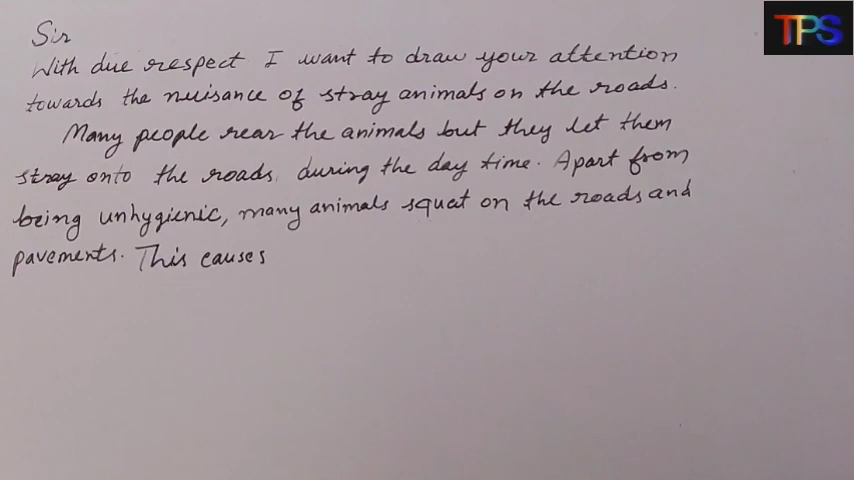 TPS
Sir
With due respect I want to draw your attention
towards the nuisance of stray animals on the roads.
Many people rear the animals but they let them
stray onto the roads, during the day time. Apart from
being unhygienic, many animals squat on the roads and
pavements. This causes